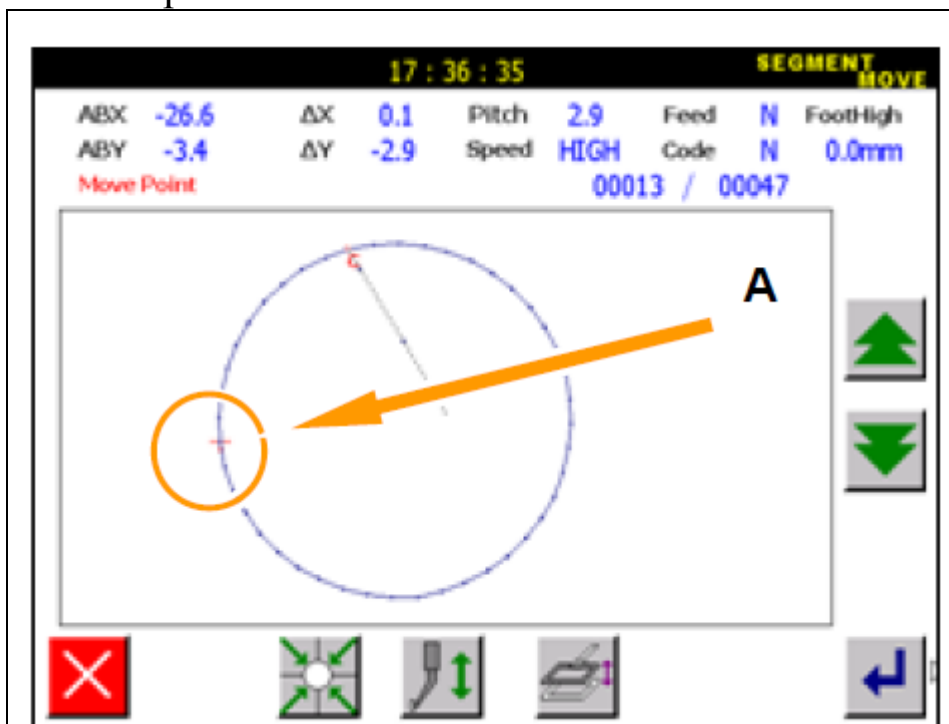 17 : 36 : 35 SEGMENT MOVE
ABX -26.6 ΔX 0.1 Pitch 2.9 Feed N FootHigh
ABY -3.4 ΔY -2.9 Speed HIGH Code N 0.0mm
Move Point 00013 / 00047
A